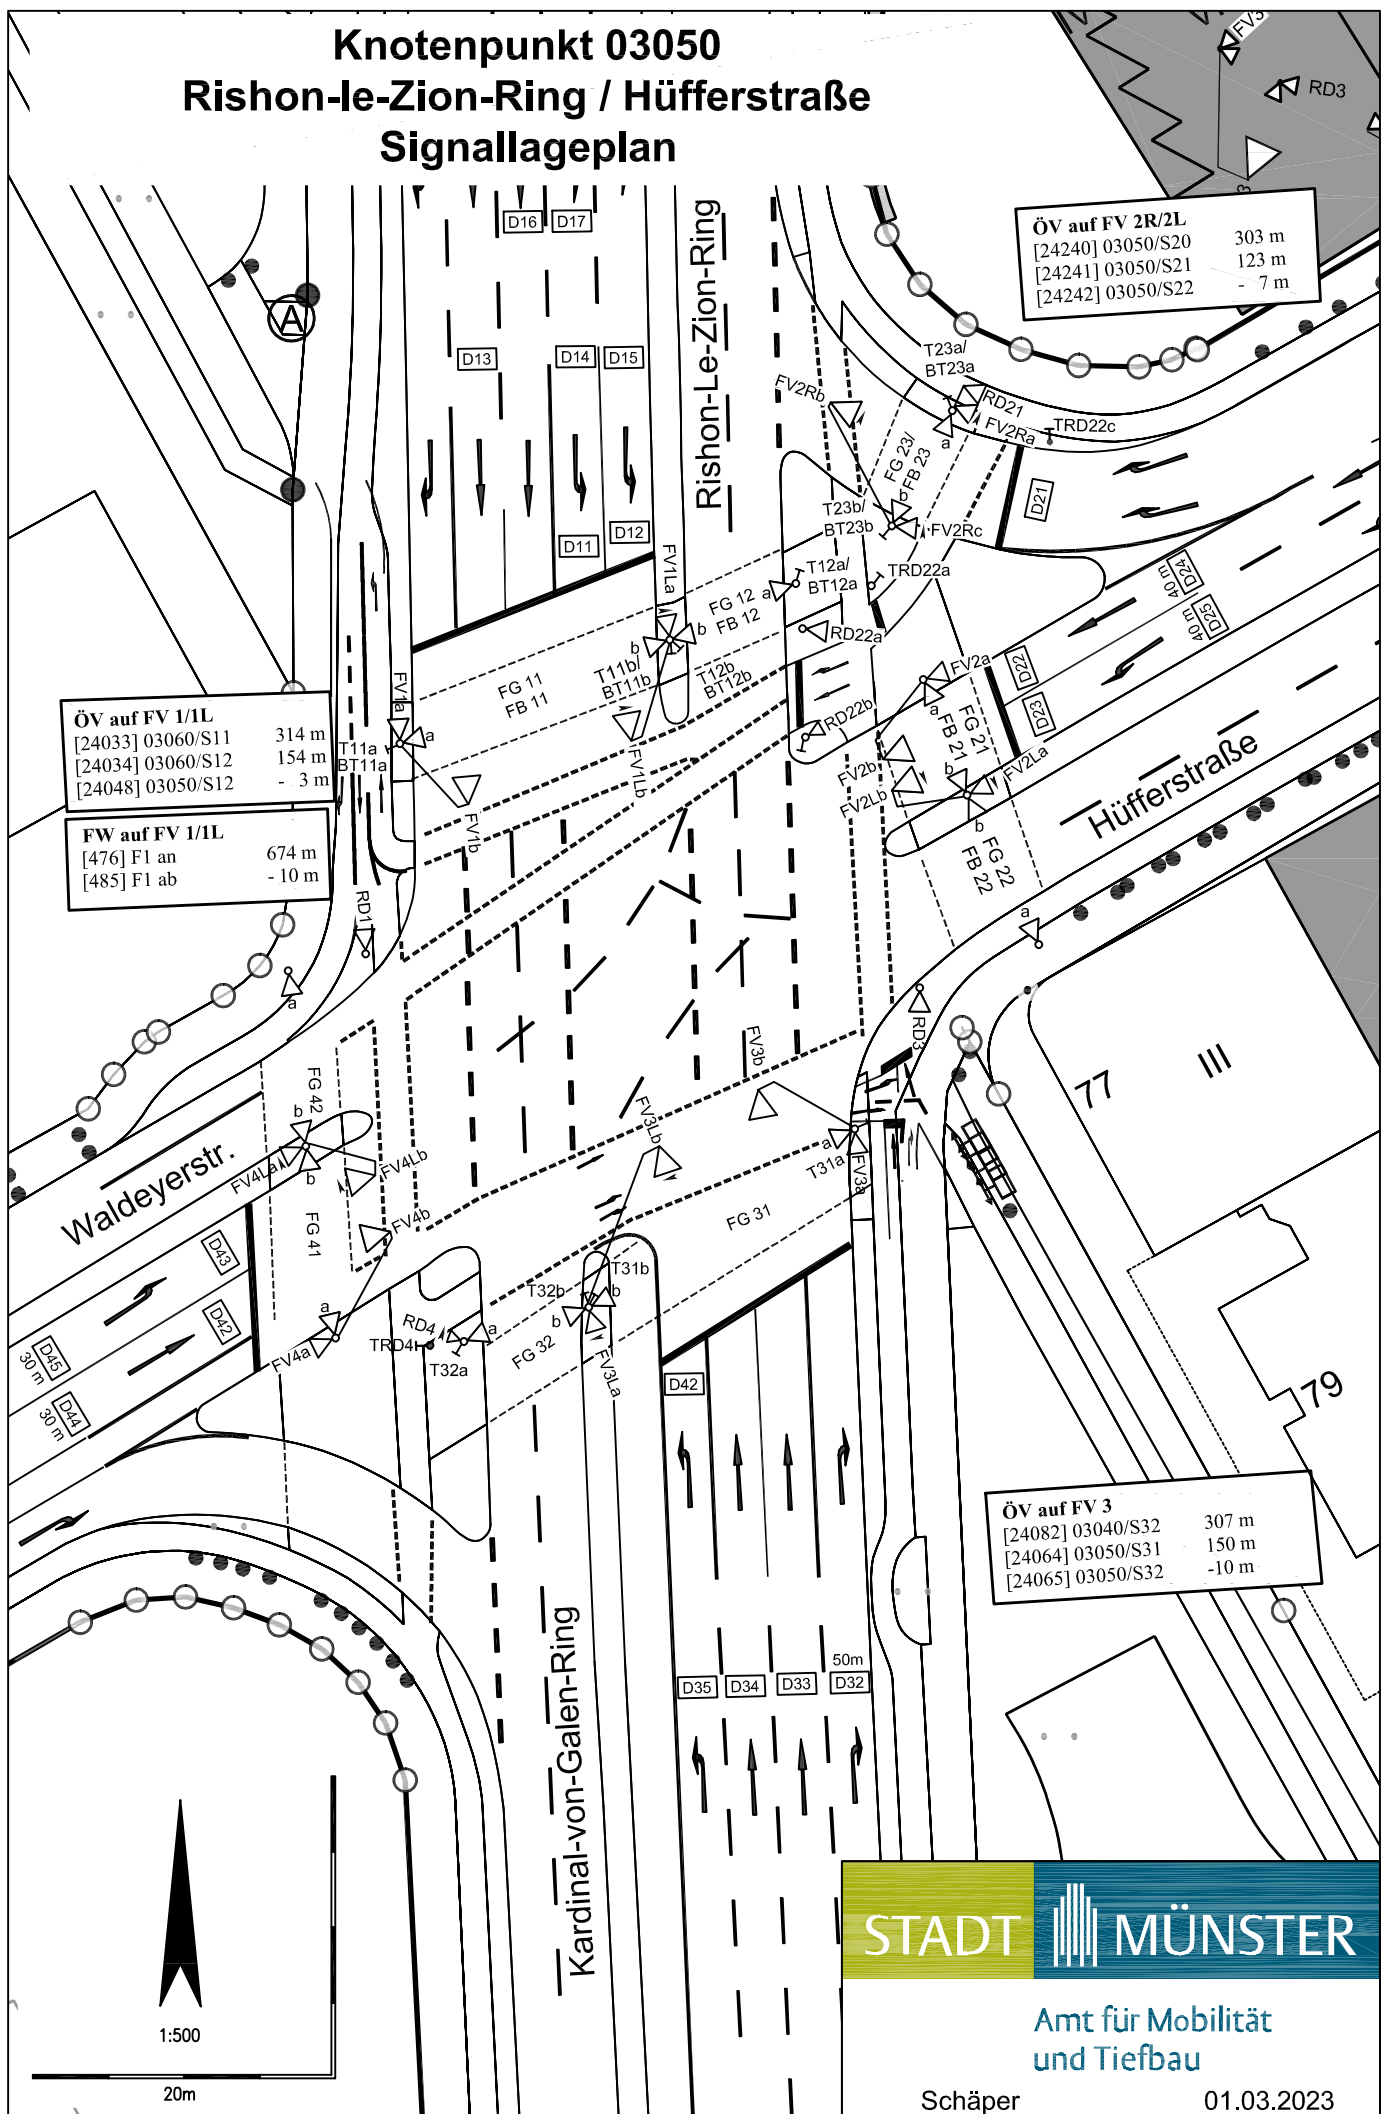 Knotenpunkt 03050
Rishon-le-Zion-Ring / Hüfferstraße
Signallageplan
FV3
RD3
3
ÖV auf FV 2R/2L
[24240] 03050/S20 303 m
[24241] 03050/S21 123 m
[24242] 03050/S22 - 7 m
D16 D17
Rishon-Le-Zion-Ring
A
D13 D14 D15
T23a/
BT23a
FV2Rb
RD21
FV2Ra
TRD22c
a
FG 23/
FB 23
b
D21
T23b/
BT23b
FV2Rc
D11 D12
FV1La
T12a/
BT12a
a
TRD22a
FG 12
FB 12
D24
40 m
D25
40 m
b
b
RD22a
T11b/
BT11b
T12b
BT12b
FG 11
FB 11
FV1a
a
T11a
BT11a
FV2a
a
D22
D23
RD22b
FG 21
FB 21
FV2La
FV2b
FV2Lb
b
b
FV1Lb
FV1b
Hüfferstraße
FG 22
FB 22
a
ÖV auf FV 1/1L
[24033] 03060/S11 314 m
[24034] 03060/S12 154 m
[24048] 03050/S12 - 3 m
FW auf FV 1/1L
[476] F1 an 674 m
[485] F1 ab - 10 m
RD1
a
RD3
FV3b
77
III
FG 42
b
b
FV4La
FV4Lb
Waldeyerstr.
FV3Lb
a
T31a
FV3a
FG 41
FV4b
FG 31
D43
D42
T31b
T32b
b
b
a
RD4
a
TRD4
T32a
FV4a
FG 32
FV3La
D45
30 m
D44
30 m
D42
79
ÖV auf FV 3
[24082] 03040/S32 307 m
[24064] 03050/S31 150 m
[24065] 03050/S32 -10 m
50m
D35 D34 D33 D32
Kardinal-von-Galen-Ring
1:500
20m
STADT MÜNSTER
Amt für Mobilität
und Tiefbau
Schäper 01.03.2023